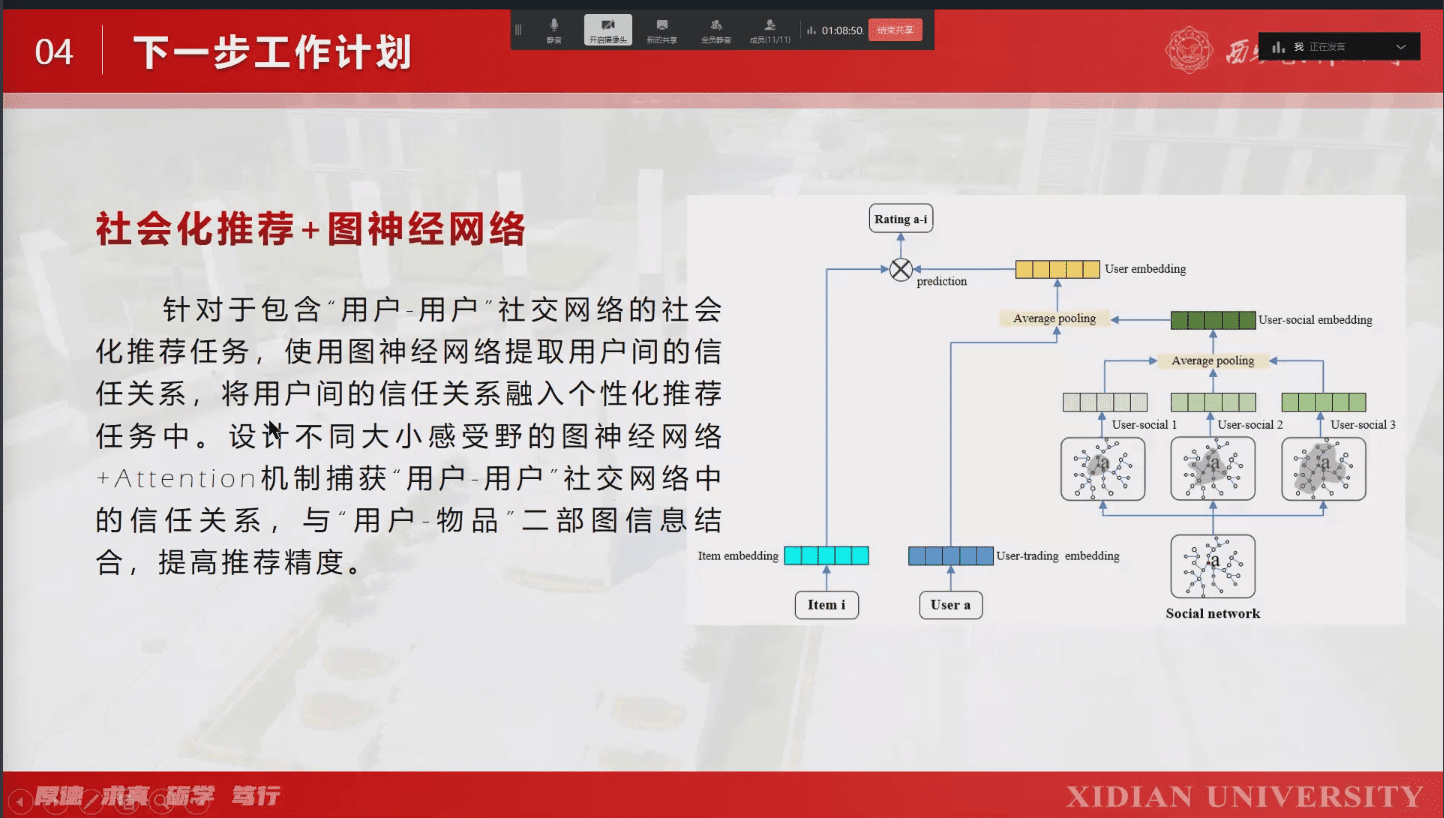 04
下一步工作计划
静音
开启摄像头
新的共享
全员静音
成员(11/11)
01:08:50
结束共享
我 正在发言
社会化推荐+图神经网络
针对于包含“用户-用户”社交网络的社会
化推荐任务，使用图神经网络提取用户间的信
任关系，将用户间的信任关系融入个性化推荐
任务中。设计不同大小感受野的图神经网络
+Attention机制捕获“用户-用户”社交网络中
的信任关系，与“用户-物品”二部图信息结
合，提高推荐精度。
Rating a-i
prediction
User embedding
Average pooling
User-social embedding
Average pooling
User-social 1
User-social 2
User-social 3
a
a
a
Item embedding
User-trading embedding
a
Item i
User a
Social network
厚德 求真 砺学 笃行
XIDIAN UNIVERSITY